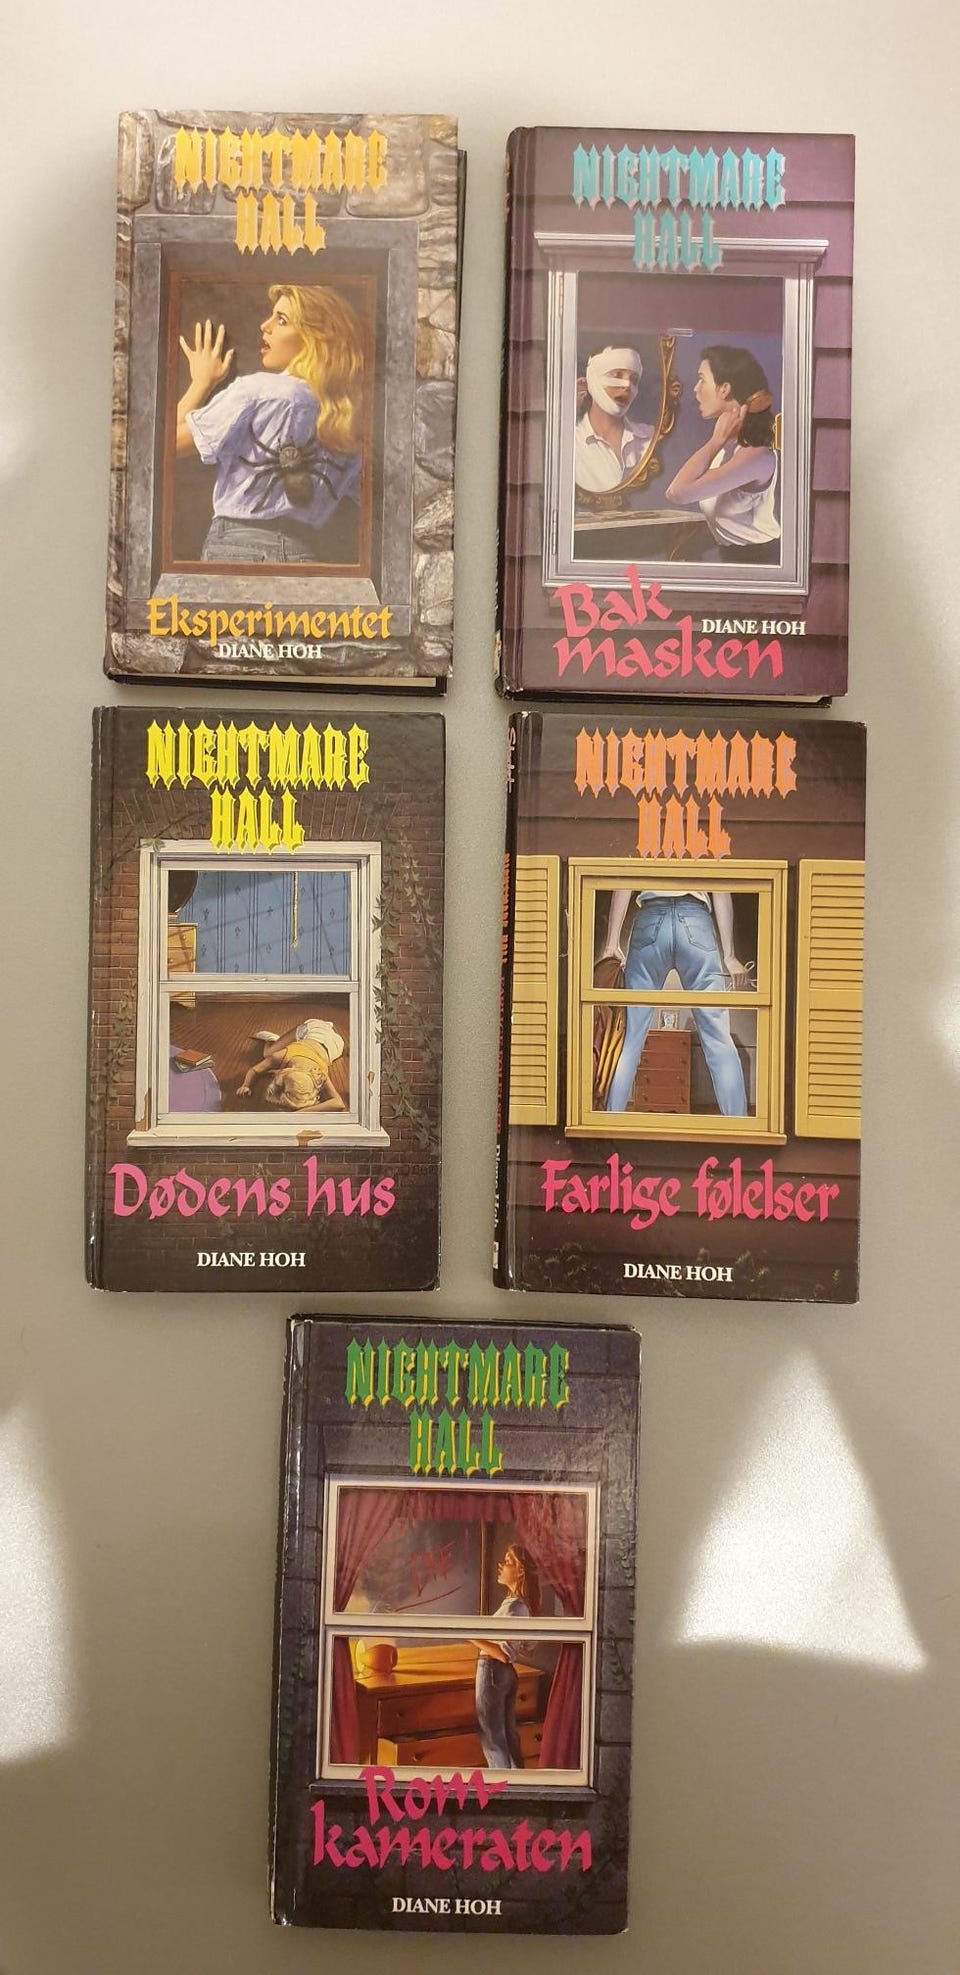 NIGHTMARE
HALL
Eksperimentet
DIANE HOH
NIGHTMARE
HALL
Bak
masken
DIANE HOH
NIGHTMARE
HALL
Dødens hus
DIANE HOH
NIGHTMARE
HALL
Farlige følelser
DIANE HOH
NIGHTMARE
HALL
DIE!
Rom-
kameraten
DIANE HOH